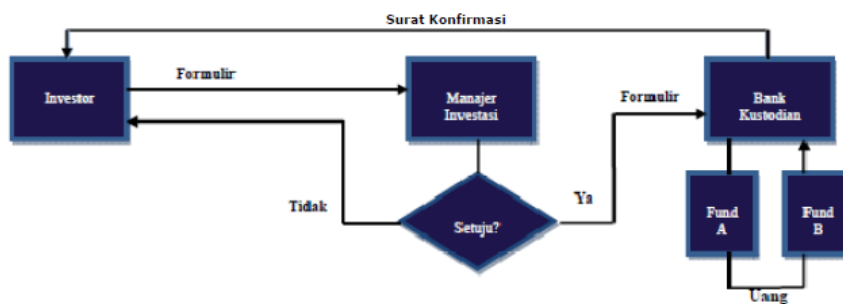 Surat Konfirmasi
Investor
Formulir
Manajer
Investasi
Formulir
Bank
Kustodian
Tidak
Setuju?
Ya
Fund
A
Fund
B
Uang